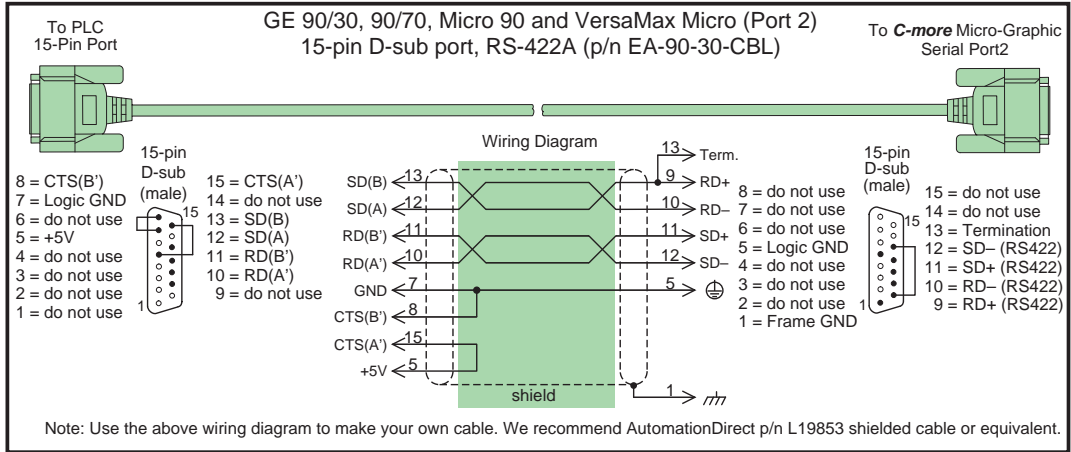 GE 90/30, 90/70, Micro 90 and VersaMax Micro (Port 2)
15-pin D-sub port, RS-422A (p/n EA-90-30-CBL)
To PLC
15-Pin Port
To C-more Micro-Graphic
Serial Port2
15-pin
D-sub
(male)
8 = CTS(B')
7 = Logic GND
6 = do not use
5 = +5V
4 = do not use
3 = do not use
2 = do not use
1 = do not use
15
1
15 = CTS(A')
14 = do not use
13 = SD(B)
12 = SD(A)
11 = RD(B')
10 = RD(A')
9 = do not use
Wiring Diagram
13 Term.
SD(B) 13 9 RD+
SD(A) 12 10 RD–
RD(B') 11 11 SD+
RD(A') 10 12 SD–
GND 7 5
CTS(B') 8
CTS(A') 15
+5V 5
shield
1
8 = do not use
7 = do not use
6 = do not use
5 = Logic GND
4 = do not use
3 = do not use
2 = do not use
1 = Frame GND
15-pin
D-sub
(male)
15
1
15 = do not use
14 = do not use
13 = Termination
12 = SD– (RS422)
11 = SD+ (RS422)
10 = RD– (RS422)
9 = RD+ (RS422)
Note: Use the above wiring diagram to make your own cable. We recommend AutomationDirect p/n L19853 shielded cable or equivalent.